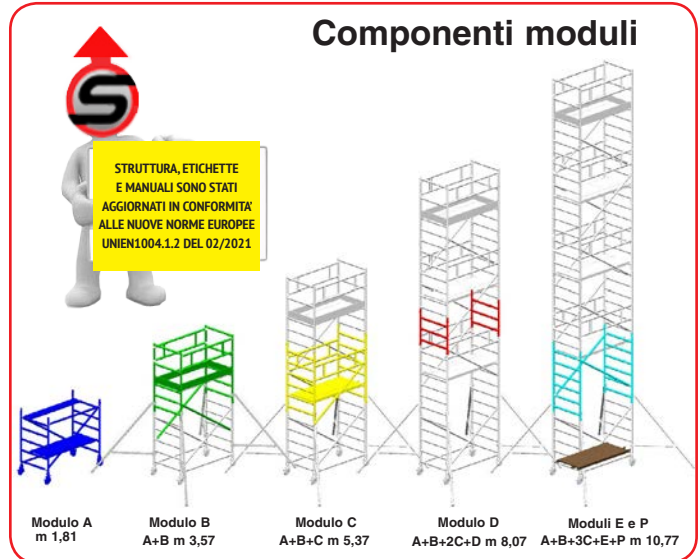 Componenti moduli
S
STRUTTURA, ETICHETTE
E MANUALI SONO STATI
AGGIORNATI IN CONFORMITA'
ALLE NUOVE NORME EUROPEE
UNIEN1004.1.2 DEL 02/2021
Modulo A
m 1,81
Modulo B
A+B m 3,57
Modulo C
A+B+C m 5,37
Modulo D
A+B+2C+D m 8,07
Moduli E e P
A+B+3C+E+P m 10,77